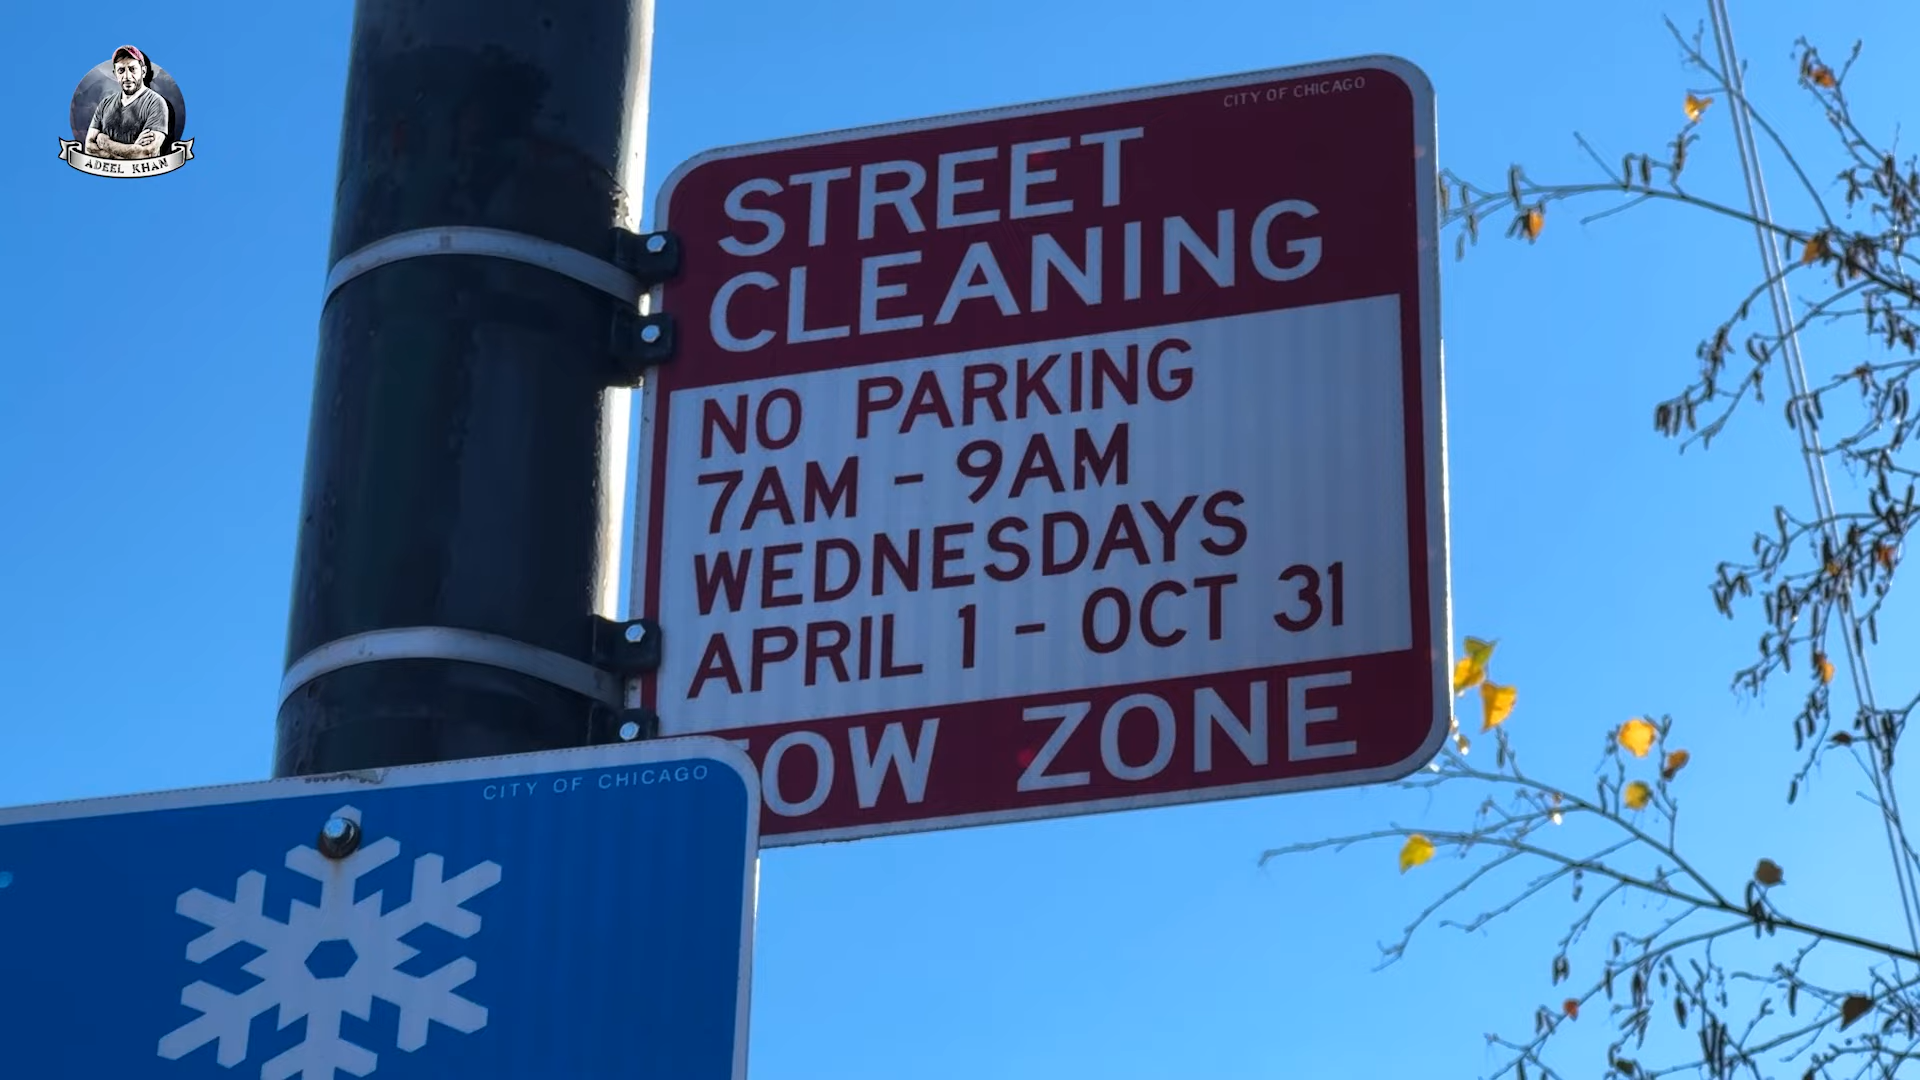 ADEEL KHAN
CITY OF CHICAGO
STREET
CLEANING
NO PARKING
7AM - 9AM
WEDNESDAYS
APRIL 1 - OCT 31
TOW ZONE
CITY OF CHICAGO